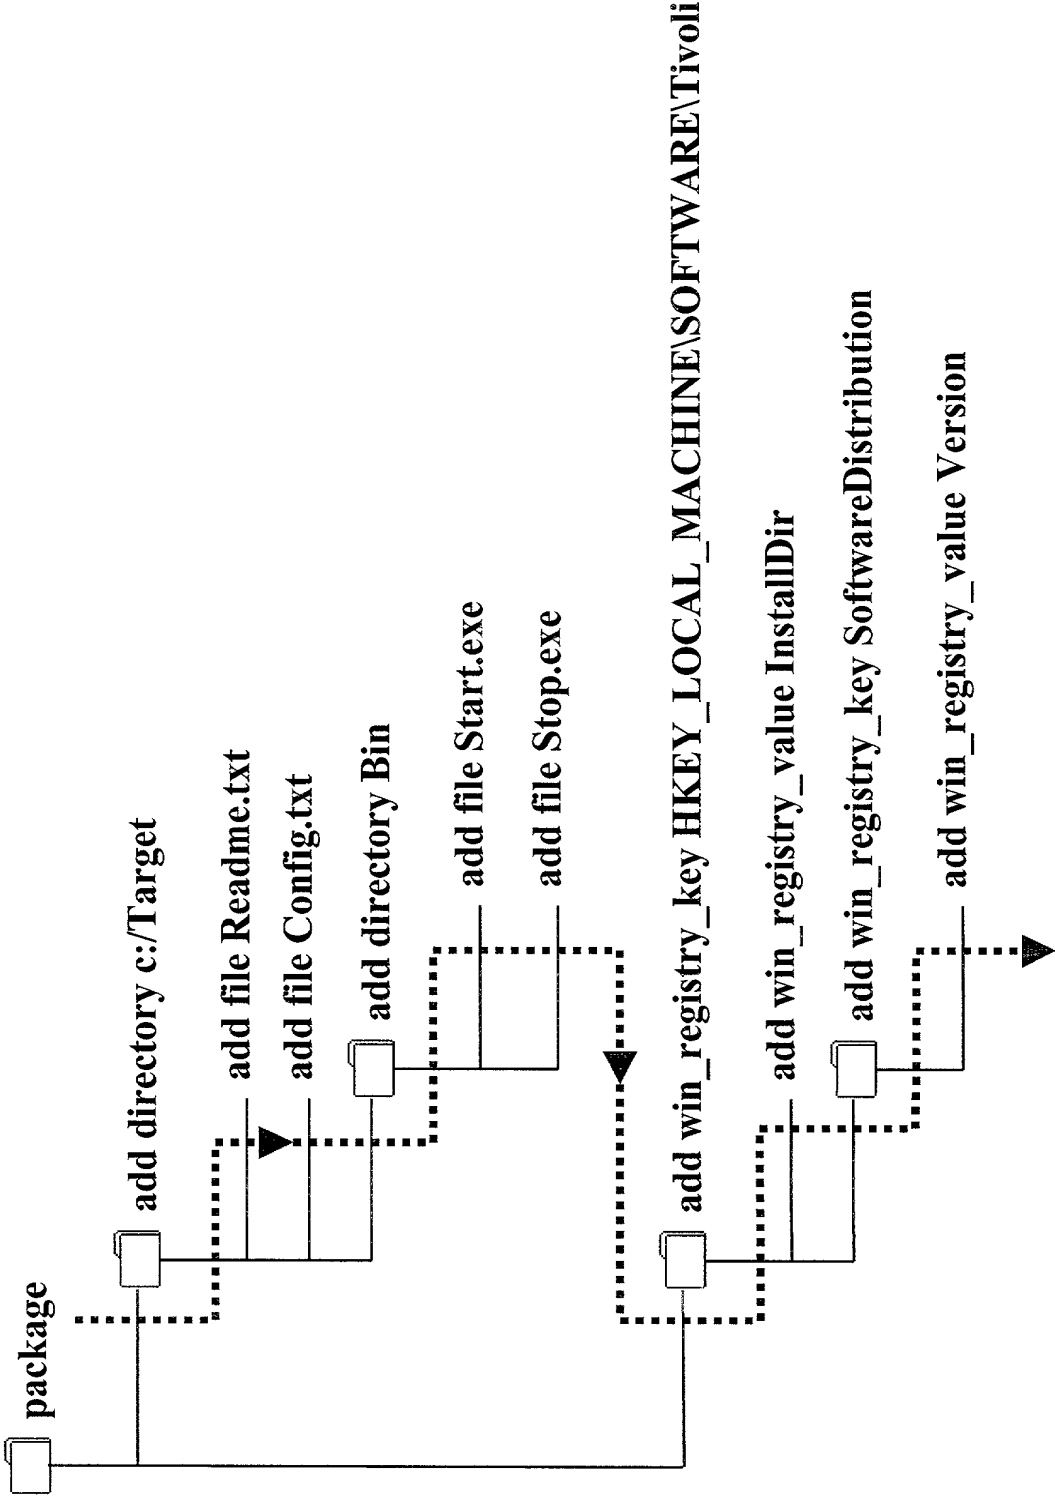 package
add directory c:/Target
add file Readme.txt
add file Config.txt
add directory Bin
add file Start.exe
add file Stop.exe
add win_registry_key HKEY_LOCAL_MACHINE\SOFTWARE\Tivoli
add win_registry_value InstallDir
add win_registry_key SoftwareDistribution
add win_registry_value Version